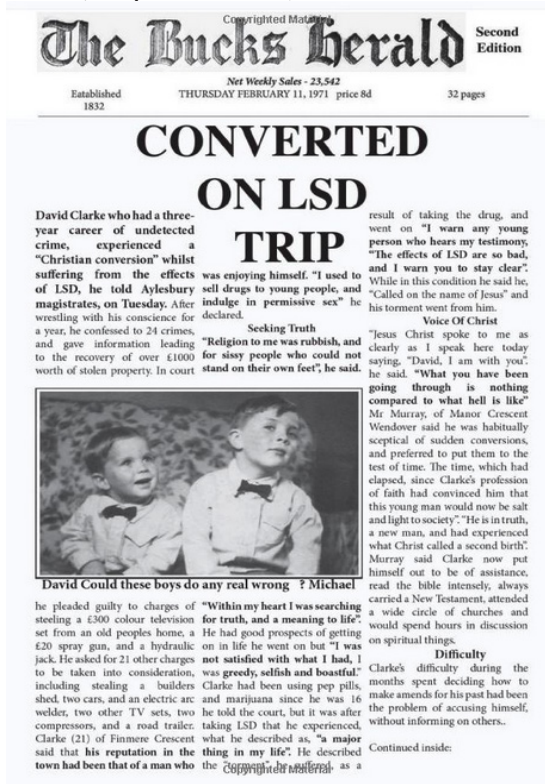 Copyrighted Material
The Bucks Herald
Second
Edition
Net Weekly Sales - 23,542
Eatablished
1832
THURSDAY FEBRUARY 11, 1971 price 8d
32 pages
CONVERTED
ON LSD
TRIP
David Clarke who had a three-
year career of undetected
crime, experienced a
“Christian conversion” whilst
suffering from the effects
of LSD, he told Aylesbury
magistrates, on Tuesday. After
wrestling with his conscience for
a year, he confessed to 24 crimes,
and gave information leading
to the recovery of over £1000
worth of stolen property. In court
he pleaded guilty to charges of
steeling a £300 colour television
set from an old peoples home, a
£20 spray gun, and a hydraulic
jack. He asked for 21 other charges
to be taken into consideration,
including stealing a builders
shed, two cars, and an electric arc
welder, two other TV sets, two
compressors, and a road trailer.
Clarke (21) of Finmere Crescent
said that his reputation in the
town had been that of a man who
was enjoying himself. “I used to
sell drugs to young people, and
indulge in permissive sex” he
declared.
Seeking Truth
“Religion to me was rubbish, and
for sissy people who could not
stand on their own feet”, he said.
David Could these boys do any real wrong ? Michael
“Within my heart I was searching
for truth, and a meaning to life”.
He had good prospects of getting
on in life he went on but “I was
not satisfied with what I had, I
was greedy, selfish and boastful.”
Clarke had been using pep pills,
and marijuana since he was 16
he told the court, but it was after
taking LSD that he experienced,
what he described as, “a major
thing in my life”. He described
the “torment” he suffered, as a
result of taking the drug, and
went on “I warn any young
person who hears my testimony,
“The effects of LSD are so bad,
and I warn you to stay clear”.
While in this condition he said he,
“Called on the name of Jesus” and
his torment went from him.
Voice Of Christ
“Jesus Christ spoke to me as
clearly as I speak here today
saying, “David, I am with you”.
he said. “What you have been
going through is nothing
compared to what hell is like”
Mr Murray, of Manor Crescent
Wendover said he was habitually
sceptical of sudden conversions,
and preferred to put them to the
test of time. The time, which had
elapsed, since Clarke’s profession
of faith had convinced him that
this young man would now be salt
and light to society”. “He is in truth,
a new man, and had experienced
what Christ called a second birth”.
Murray said Clarke now put
himself out to be of assistance,
read the bible intensely, always
carried a New Testament, attended
a wide circle of churches and
would spend hours in discussion
on spiritual things.
Difficulty
Clarke’s difficulty during the
months spent deciding how to
make amends for his past had been
the problem of accusing himself,
without informing on others..
Continued inside:
Copyrighted Material